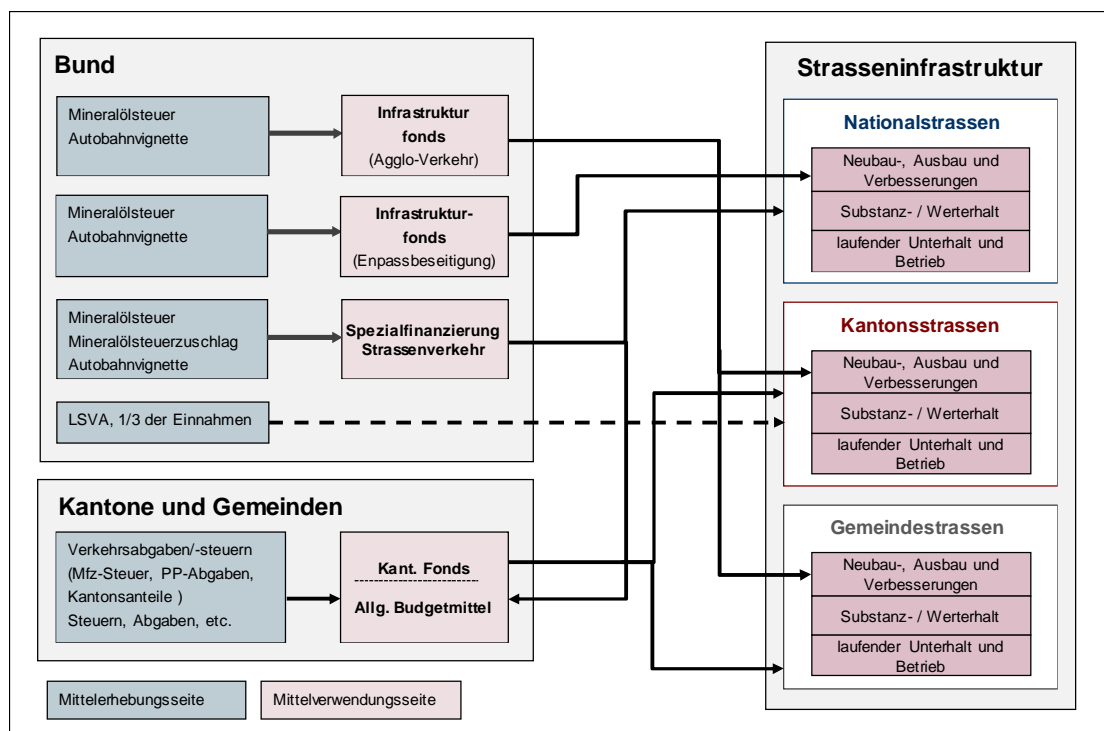 Bund
Mineralölsteuer
Autobahnvignette
Infrastruktur
fonds
(Agglo-Verkehr)
Mineralölsteuer
Autobahnvignette
Infrastruktur-
fonds
(Enpassbeseitigung)
Mineralölsteuer
Mineralölsteuerzuschlag
Autobahnvignette
Spezialfinanzierung
Strassenverkehr
LSVA, 1/3 der Einnahmen
Kantone und Gemeinden
Verkehrsabgaben/-steuern
(Mfz-Steuer, PP-Abgaben,
Kantonsanteile )
Steuern, Abgaben, etc.
Kant. Fonds
Allg. Budgetmittel
Mittelerhebungsseite
Mittelverwendungsseite
Strasseninfrastruktur
Nationalstrassen
Neubau-, Ausbau und
Verbesserungen
Substanz- / Werterhalt
laufender Unterhalt und
Betrieb
Kantonsstrassen
Neubau-, Ausbau und
Verbesserungen
Substanz- / Werterhalt
laufender Unterhalt und
Betrieb
Gemeindestrassen
Neubau-, Ausbau und
Verbesserungen
Substanz- / Werterhalt
laufender Unterhalt und
Betrieb